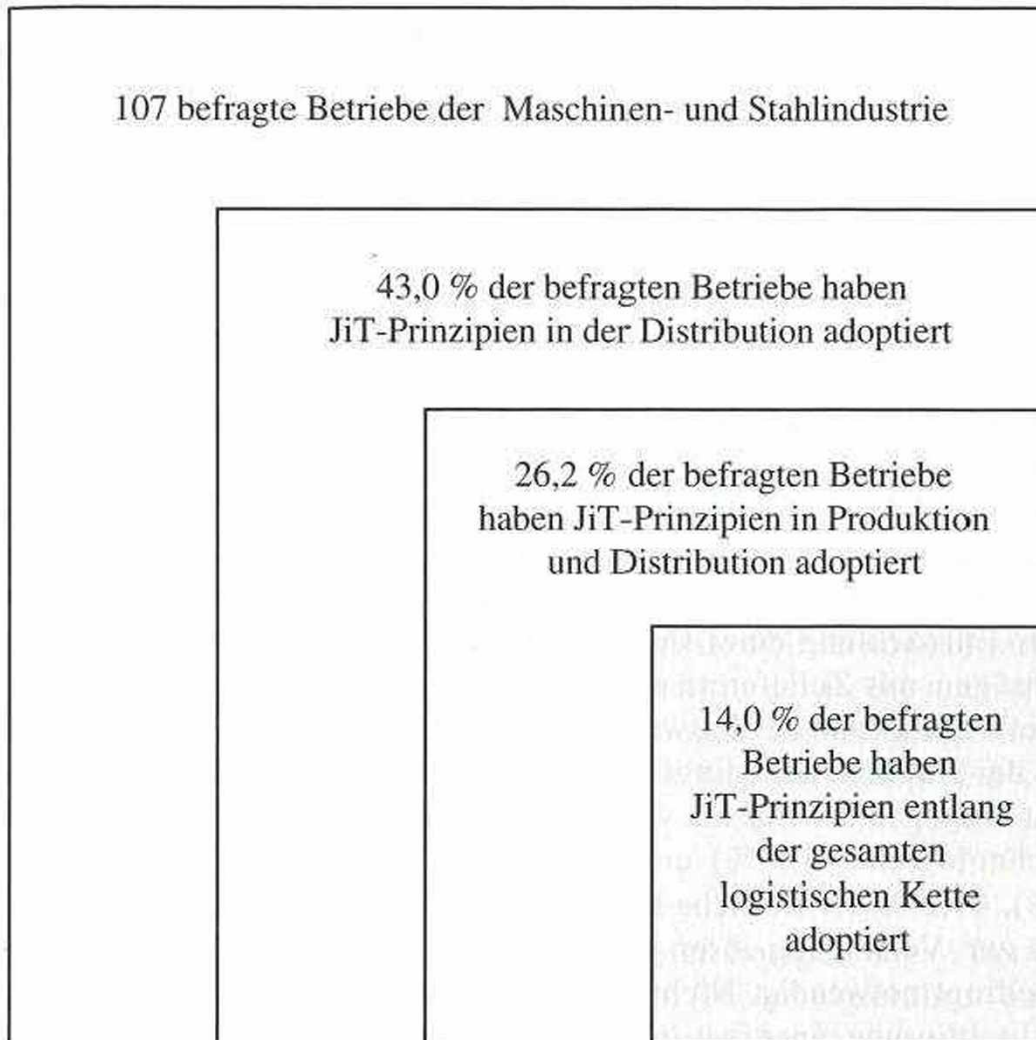 107 befragte Betriebe der Maschinen- und Stahlindustrie
43,0 % der befragten Betriebe haben
JiT-Prinzipien in der Distribution adoptiert
26,2 % der befragten Betriebe
haben JiT-Prinzipien in Produktion
und Distribution adoptiert
14,0 % der befragten
Betriebe haben
JiT-Prinzipien entlang
der gesamten
logistischen Kette
adoptiert